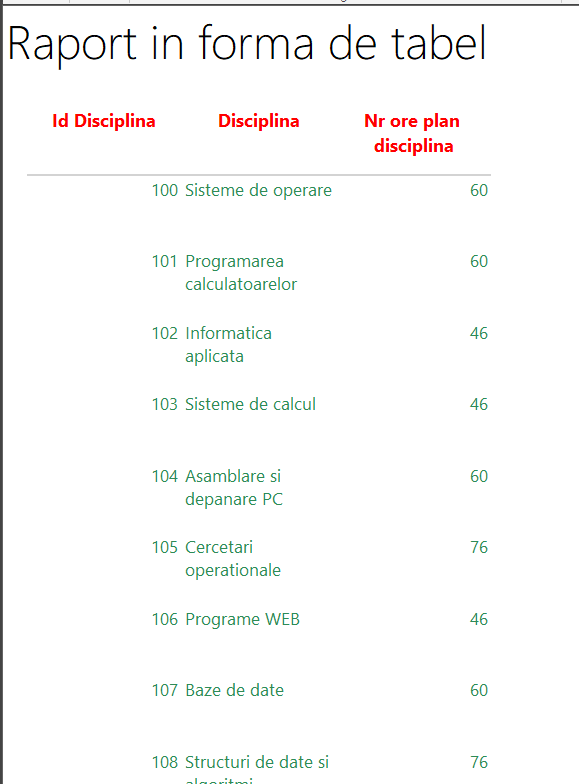 Raport in forma de tabel
Id Disciplina Disciplina Nr ore plan
disciplina
100 Sisteme de operare 60
101 Programarea 60
calculatoarelor
102 Informatica 46
aplicata
103 Sisteme de calcul 46
104 Asamblare si 60
depanare PC
105 Cercetari 76
operationale
106 Programe WEB 46
107 Baze de date 60
108 Structuri de date si 76
algoritmi